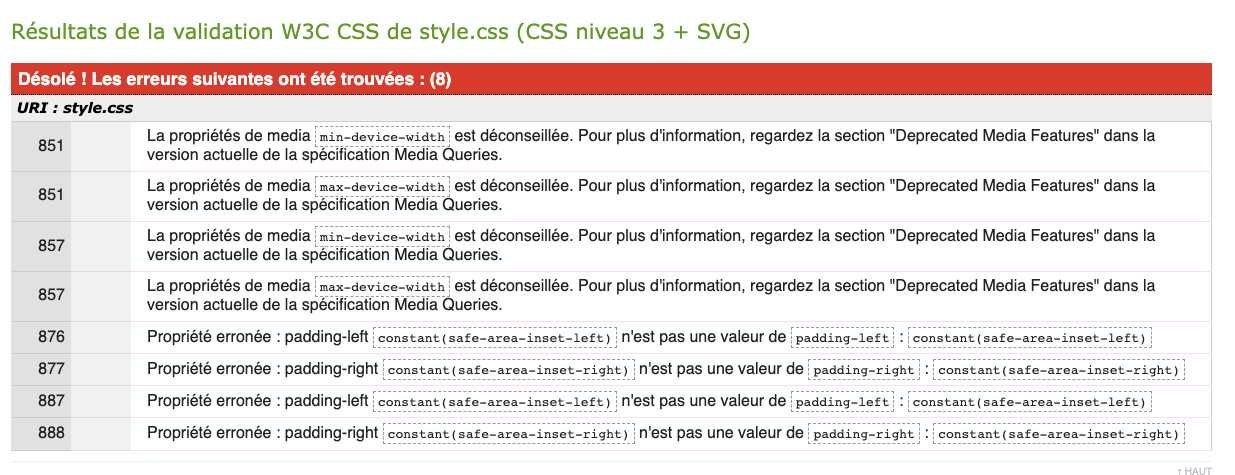 Résultats de la validation W3C CSS de style.css (CSS niveau 3 + SVG)
Désolé ! Les erreurs suivantes ont été trouvées : (8)
URI : style.css
851 La propriétés de media min-device-width est déconseillée. Pour plus d'information, regardez la section "Deprecated Media Features" dans la
version actuelle de la spécification Media Queries.
851 La propriétés de media max-device-width est déconseillée. Pour plus d'information, regardez la section "Deprecated Media Features" dans la
version actuelle de la spécification Media Queries.
857 La propriétés de media min-device-width est déconseillée. Pour plus d'information, regardez la section "Deprecated Media Features" dans la
version actuelle de la spécification Media Queries.
857 La propriétés de media max-device-width est déconseillée. Pour plus d'information, regardez la section "Deprecated Media Features" dans la
version actuelle de la spécification Media Queries.
876 Propriété erronée : padding-left constant(safe-area-inset-left) n'est pas une valeur de padding-left : constant(safe-area-inset-left)
877 Propriété erronée : padding-right constant(safe-area-inset-right) n'est pas une valeur de padding-right : constant(safe-area-inset-right)
887 Propriété erronée : padding-left constant(safe-area-inset-left) n'est pas une valeur de padding-left : constant(safe-area-inset-left)
888 Propriété erronée : padding-right constant(safe-area-inset-right) n'est pas une valeur de padding-right : constant(safe-area-inset-right)
↑ HAUT